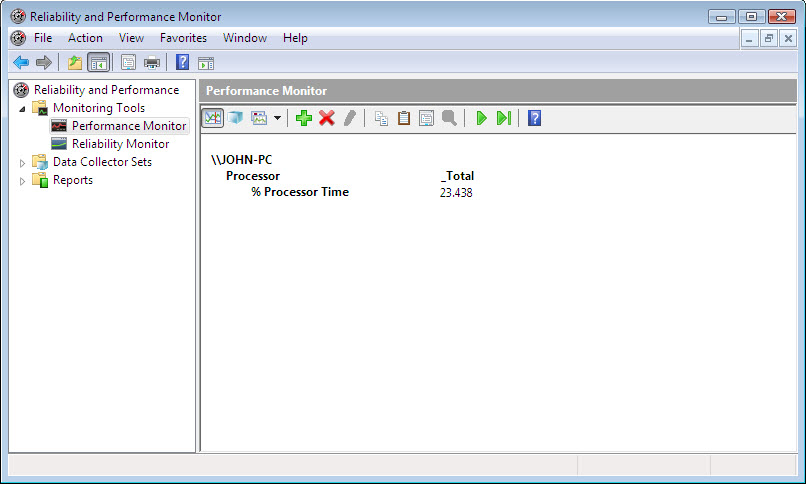 Reliability and Performance Monitor
File Action View Favorites Window Help
Reliability and Performance
Monitoring Tools
Performance Monitor
Reliability Monitor
Data Collector Sets
Reports
Performance Monitor
\\JOHN-PC
Processor _Total
% Processor Time 23.438